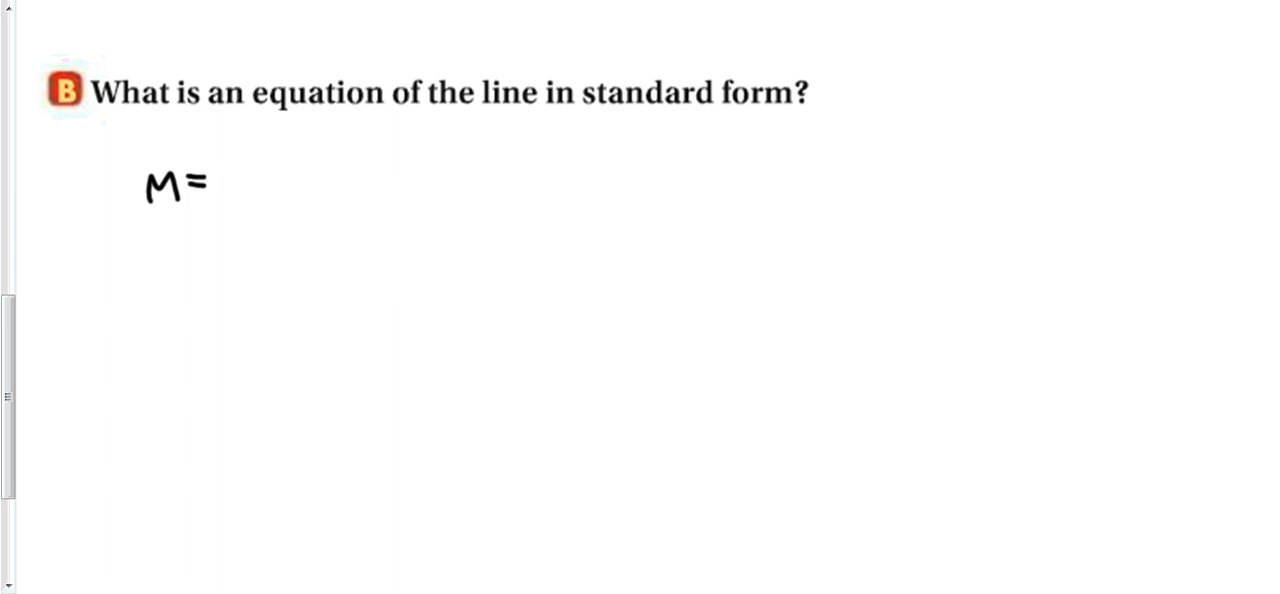 B What is an equation of the line in standard form?
M=